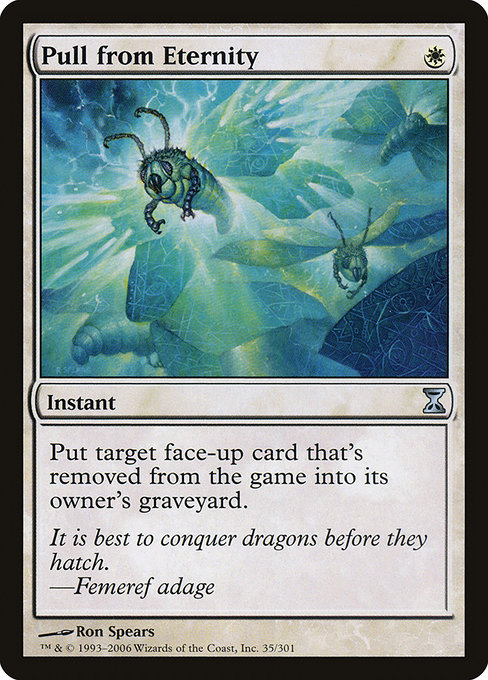 Pull from Eternity
Instant
Put target face-up card that's
removed from the game into its
owner's graveyard.
It is best to conquer dragons before they
hatch.
—Femeref adage
Ron Spears
™ & © 1993–2006 Wizards of the Coast, Inc. 35/301